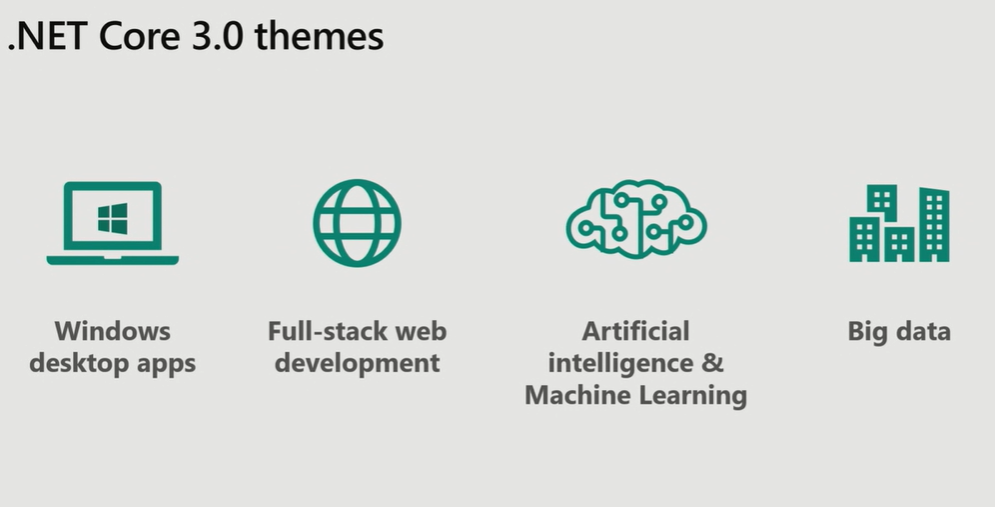 .NET Core 3.0 themes
Windows
desktop apps
Full-stack web
development
Artificial
intelligence &
Machine Learning
Big data